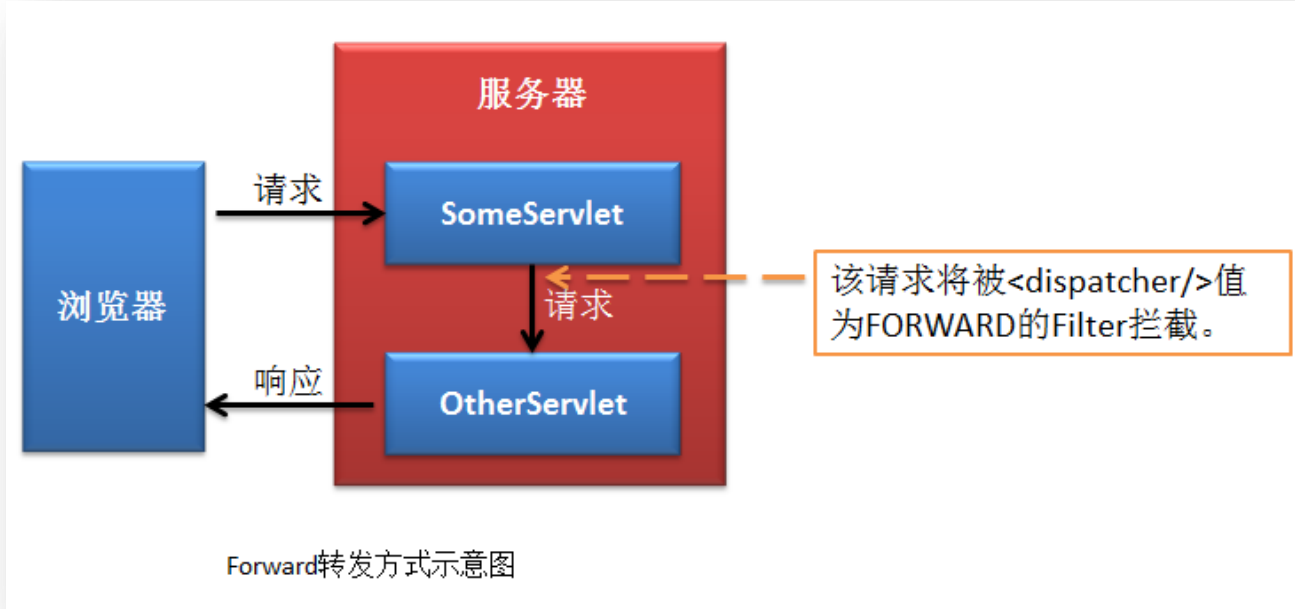 服务器
请求
SomeServlet
浏览器
请求
该请求将被<dispatcher/>值
为FORWARD的Filter拦截。
响应
OtherServlet
Forward转发方式示意图